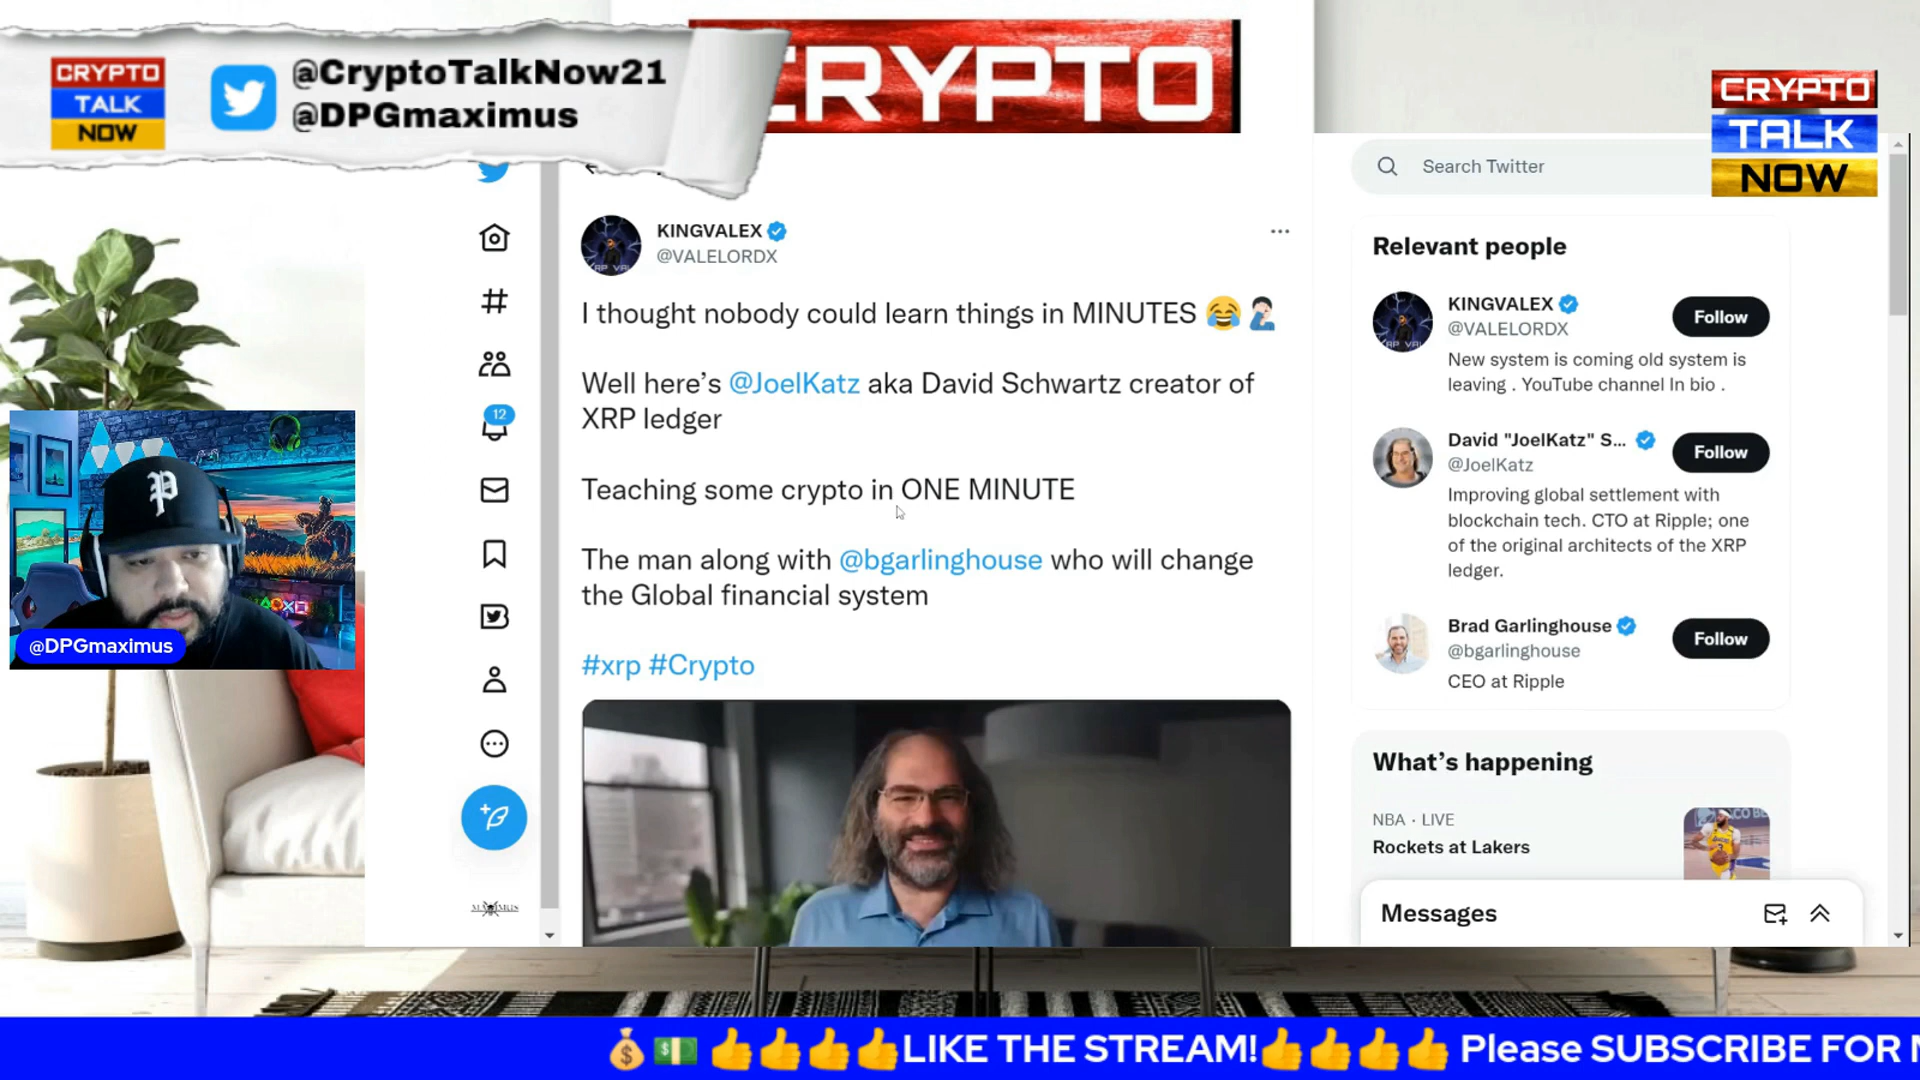 CRYPTO
TALK
NOW
@CryptoTalkNow21
@DPGmaximus
CRYPTO
CRYPTO
TALK
NOW
Search Twitter
KINGVALEX
@VALELORDX
I thought nobody could learn things in MINUTES 😂🤦🏻‍♂️
Well here’s @JoelKatz aka David Schwartz creator of
XRP ledger
Teaching some crypto in ONE MINUTE
The man along with @bgarlinghouse who will change
the Global financial system
#xrp #Crypto
12
@DPGmaximus
Relevant people
KINGVALEX
@VALELORDX
Follow
New system is coming old system is
leaving . YouTube channel In bio .
David "JoelKatz" S...
@JoelKatz
Follow
Improving global settlement with
blockchain tech. CTO at Ripple; one
of the original architects of the XRP
ledger.
Brad Garlinghouse
@bgarlinghouse
Follow
CEO at Ripple
What’s happening
NBA · LIVE
Rockets at Lakers
Messages
💰 💵 👍👍👍👍LIKE THE STREAM!👍👍👍👍 Please SUBSCRIBE FOR